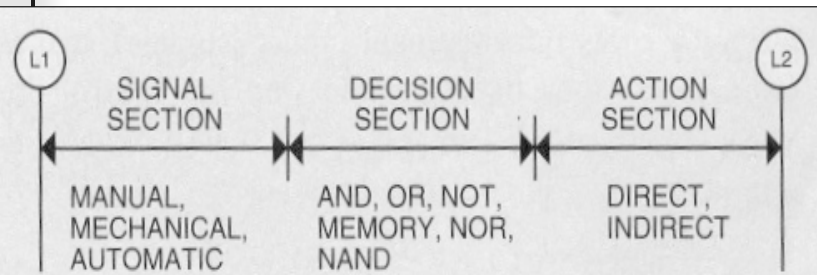 L1
L2
SIGNAL
SECTION
DECISION
SECTION
ACTION
SECTION
MANUAL,
MECHANICAL,
AUTOMATIC
AND, OR, NOT,
MEMORY, NOR,
NAND
DIRECT,
INDIRECT